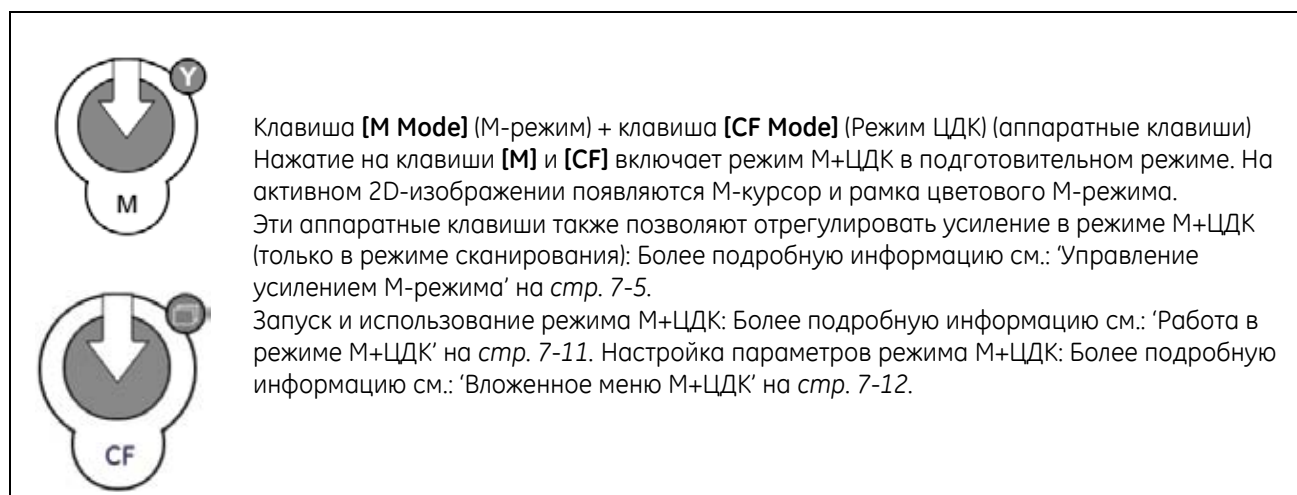 Y
M
CF
Клавиша [M Mode] (М-режим) + клавиша [CF Mode] (Режим ЦДК) (аппаратные клавиши)
Нажатие на клавиши [M] и [CF] включает режим М+ЦДК в подготовительном режиме. На
активном 2D-изображении появляются М-курсор и рамка цветового М-режима.
Эти аппаратные клавиши также позволяют отрегулировать усиление в режиме М+ЦДК
(только в режиме сканирования): Более подробную информацию см.: ‘Управление
усилением М-режима’ на стр. 7-5.
Запуск и использование режима М+ЦДК: Более подробную информацию см.: ‘Работа в
режиме М+ЦДК’ на стр. 7-11. Настройка параметров режима М+ЦДК: Более подробную
информацию см.: ‘Вложенное меню М+ЦДК’ на стр. 7-12.